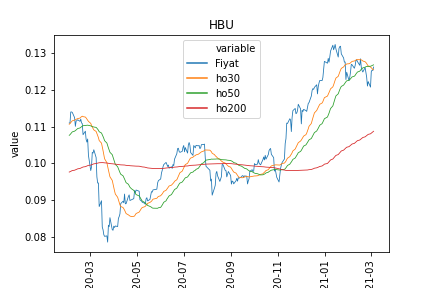 HBU
variable
Fiyat
ho30
ho50
ho200
value
0.13
0.12
0.11
0.10
0.09
0.08
20-03
20-05
20-07
20-09
20-11
21-01
21-03